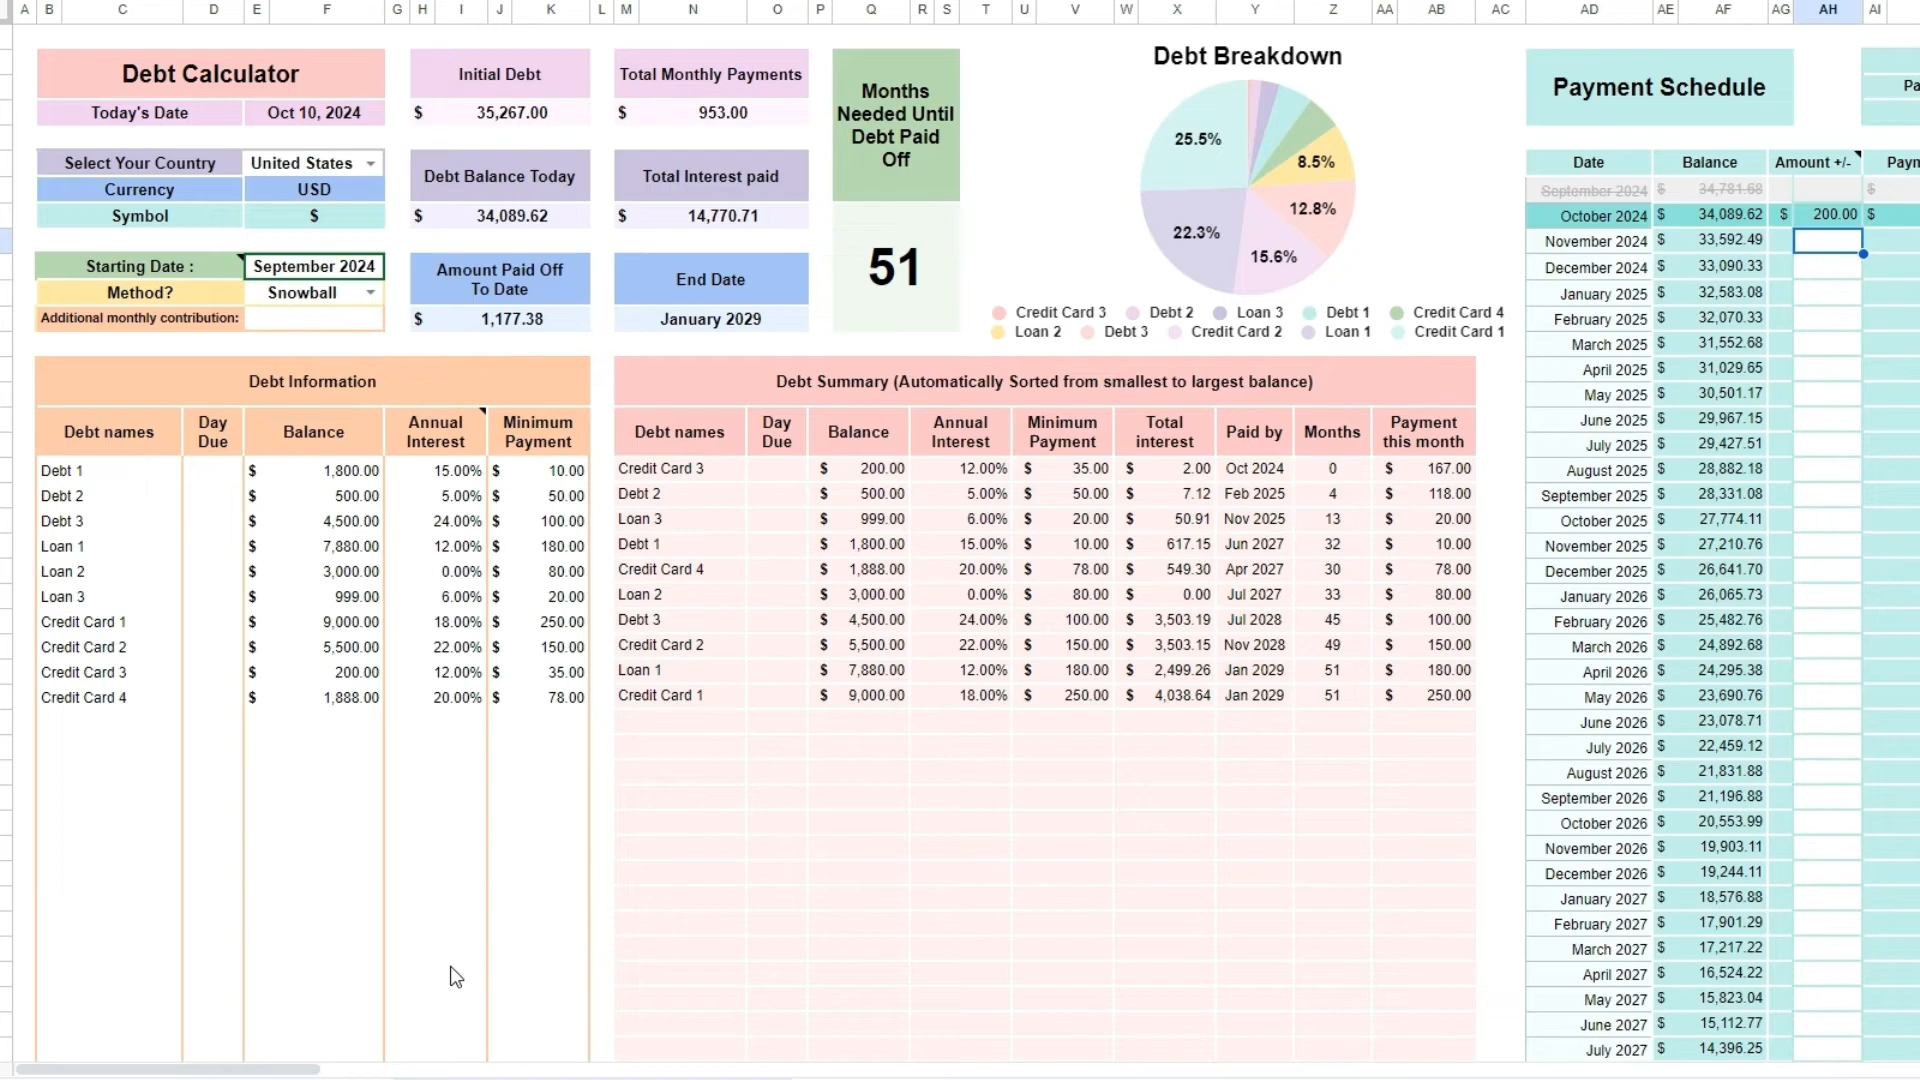 A B C D E F G H I J K L M N O P Q R S T U V W X Y Z AA AB AC AD AE AF AG AH AI
Debt Calculator
Today's Date Oct 10, 2024
Select Your Country United States
Currency USD
Symbol $
Starting Date : September 2024
Method? Snowball
Additional monthly contribution:
Initial Debt
$ 35,267.00
Debt Balance Today
$ 34,089.62
Amount Paid Off
To Date
$ 1,177.38
Total Monthly Payments
$ 953.00
Total Interest paid
$ 14,770.71
End Date
January 2029
Months
Needed Until
Debt Paid
Off
51
Debt Breakdown
25.5%
8.5%
12.8%
22.3%
15.6%
Credit Card 3 Debt 2 Loan 3 Debt 1 Credit Card 4
Loan 2 Debt 3 Credit Card 2 Loan 1 Credit Card 1
Debt Information
Debt names Day Due Balance Annual Interest Minimum Payment
Debt 1 $ 1,800.00 15.00% $ 10.00
Debt 2 $ 500.00 5.00% $ 50.00
Debt 3 $ 4,500.00 24.00% $ 100.00
Loan 1 $ 7,880.00 12.00% $ 180.00
Loan 2 $ 3,000.00 0.00% $ 80.00
Loan 3 $ 999.00 6.00% $ 20.00
Credit Card 1 $ 9,000.00 18.00% $ 250.00
Credit Card 2 $ 5,500.00 22.00% $ 150.00
Credit Card 3 $ 200.00 12.00% $ 35.00
Credit Card 4 $ 1,888.00 20.00% $ 78.00
Debt Summary (Automatically Sorted from smallest to largest balance)
Debt names Day Due Balance Annual Interest Minimum Payment Total interest Paid by Months Payment this month
Credit Card 3 $ 200.00 12.00% $ 35.00 $ 2.00 Oct 2024 0 $ 167.00
Debt 2 $ 500.00 5.00% $ 50.00 $ 7.12 Feb 2025 4 $ 118.00
Loan 3 $ 999.00 6.00% $ 20.00 $ 50.91 Nov 2025 13 $ 20.00
Debt 1 $ 1,800.00 15.00% $ 10.00 $ 617.15 Jun 2027 32 $ 10.00
Credit Card 4 $ 1,888.00 20.00% $ 78.00 $ 549.30 Apr 2027 30 $ 78.00
Loan 2 $ 3,000.00 0.00% $ 80.00 $ 0.00 Jul 2027 33 $ 80.00
Debt 3 $ 4,500.00 24.00% $ 100.00 $ 3,503.19 Jul 2028 45 $ 100.00
Credit Card 2 $ 5,500.00 22.00% $ 150.00 $ 3,503.15 Nov 2028 49 $ 150.00
Loan 1 $ 7,880.00 12.00% $ 180.00 $ 2,499.26 Jan 2029 51 $ 180.00
Credit Card 1 $ 9,000.00 18.00% $ 250.00 $ 4,038.64 Jan 2029 51 $ 250.00
Payment Schedule
Pa
Date Balance Amount +/- Paym
September 2024 $ 34,781.68 $
October 2024 $ 34,089.62 $ 200.00 $
November 2024 $ 33,592.49
December 2024 $ 33,090.33
January 2025 $ 32,583.08
February 2025 $ 32,070.33
March 2025 $ 31,552.68
April 2025 $ 31,029.65
May 2025 $ 30,501.17
June 2025 $ 29,967.15
July 2025 $ 29,427.51
August 2025 $ 28,882.18
September 2025 $ 28,331.08
October 2025 $ 27,774.11
November 2025 $ 27,210.76
December 2025 $ 26,641.70
January 2026 $ 26,065.73
February 2026 $ 25,482.76
March 2026 $ 24,892.68
April 2026 $ 24,295.38
May 2026 $ 23,690.76
June 2026 $ 23,078.71
July 2026 $ 22,459.12
August 2026 $ 21,831.88
September 2026 $ 21,196.88
October 2026 $ 20,553.99
November 2026 $ 19,903.11
December 2026 $ 19,244.11
January 2027 $ 18,576.88
February 2027 $ 17,901.29
March 2027 $ 17,217.22
April 2027 $ 16,524.22
May 2027 $ 15,823.04
June 2027 $ 15,112.77
July 2027 $ 14,396.25